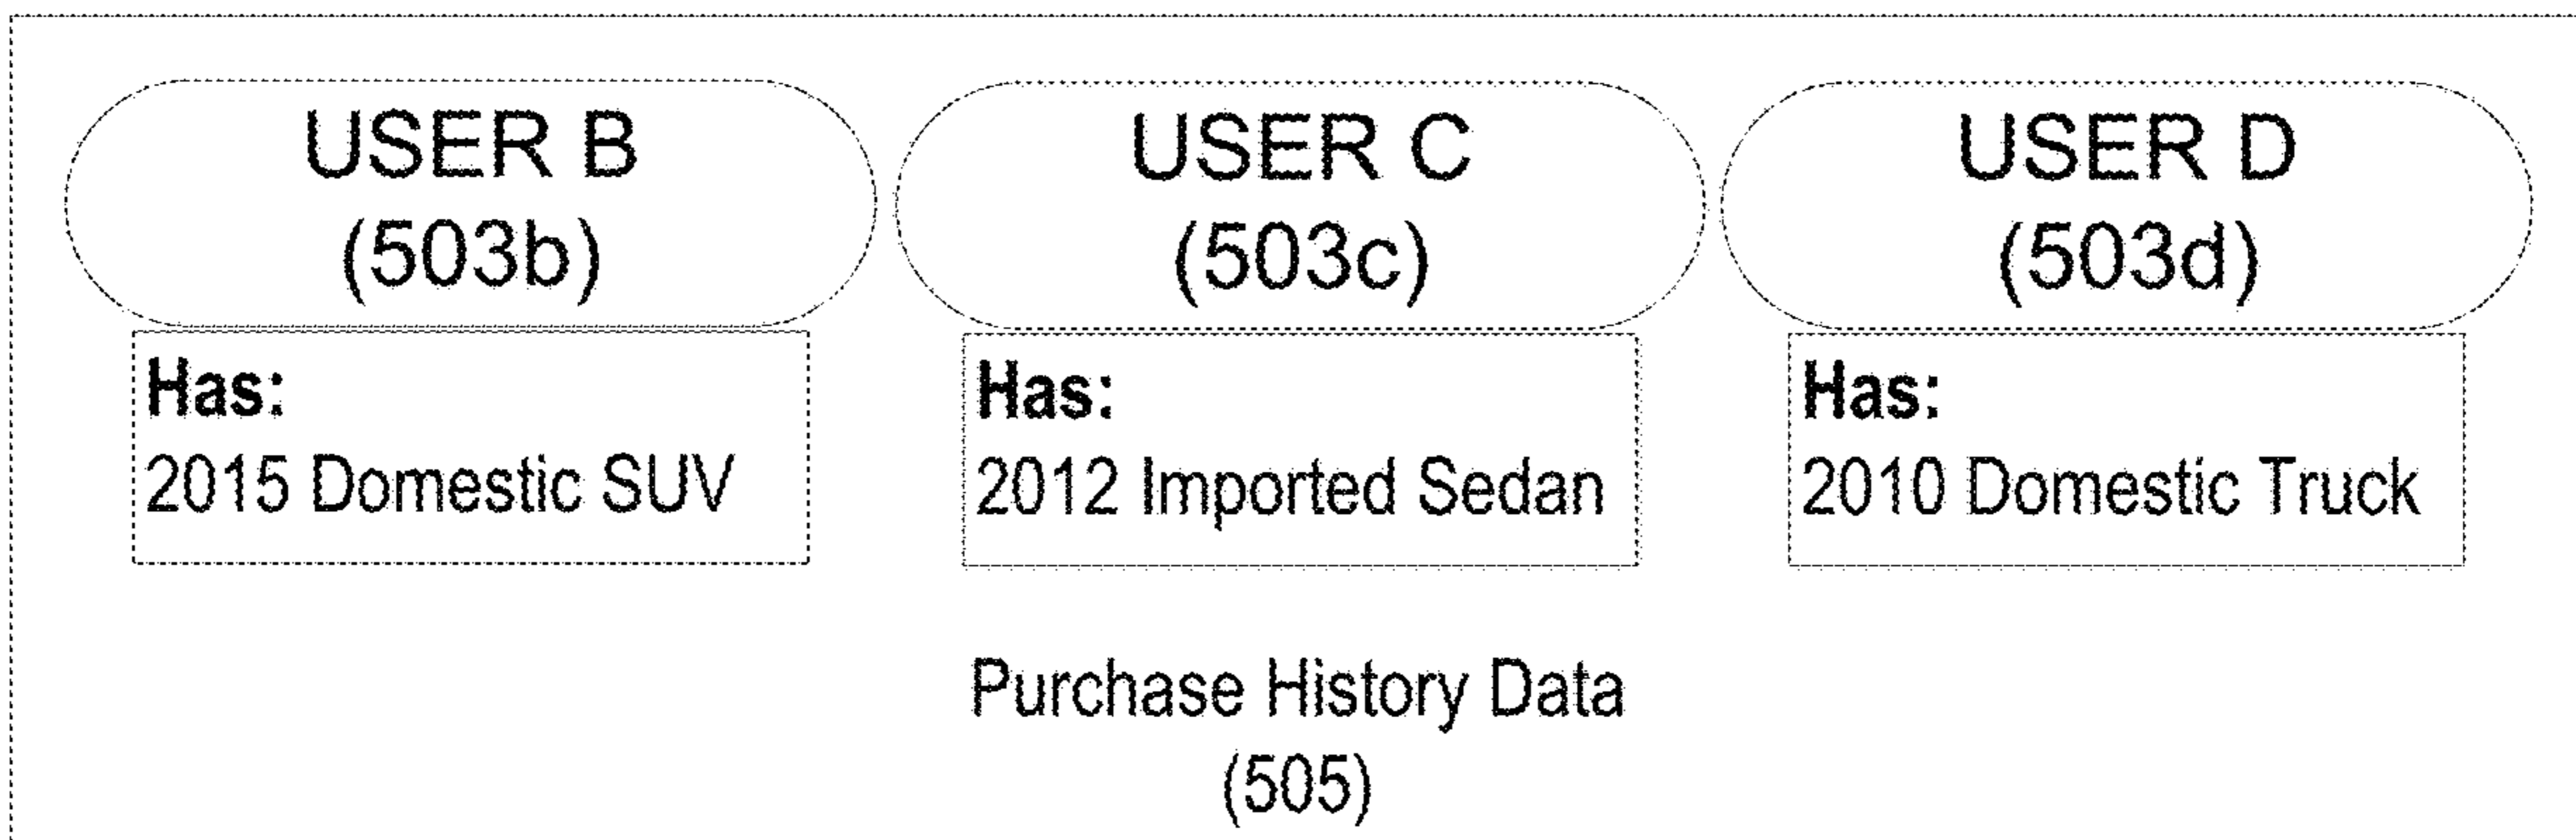 USER B
(503b)
Has:
2015 Domestic SUV
USER C
(503c)
Has:
2012 Imported Sedan
USER D
(503d)
Has:
2010 Domestic Truck
Purchase History Data
(505)